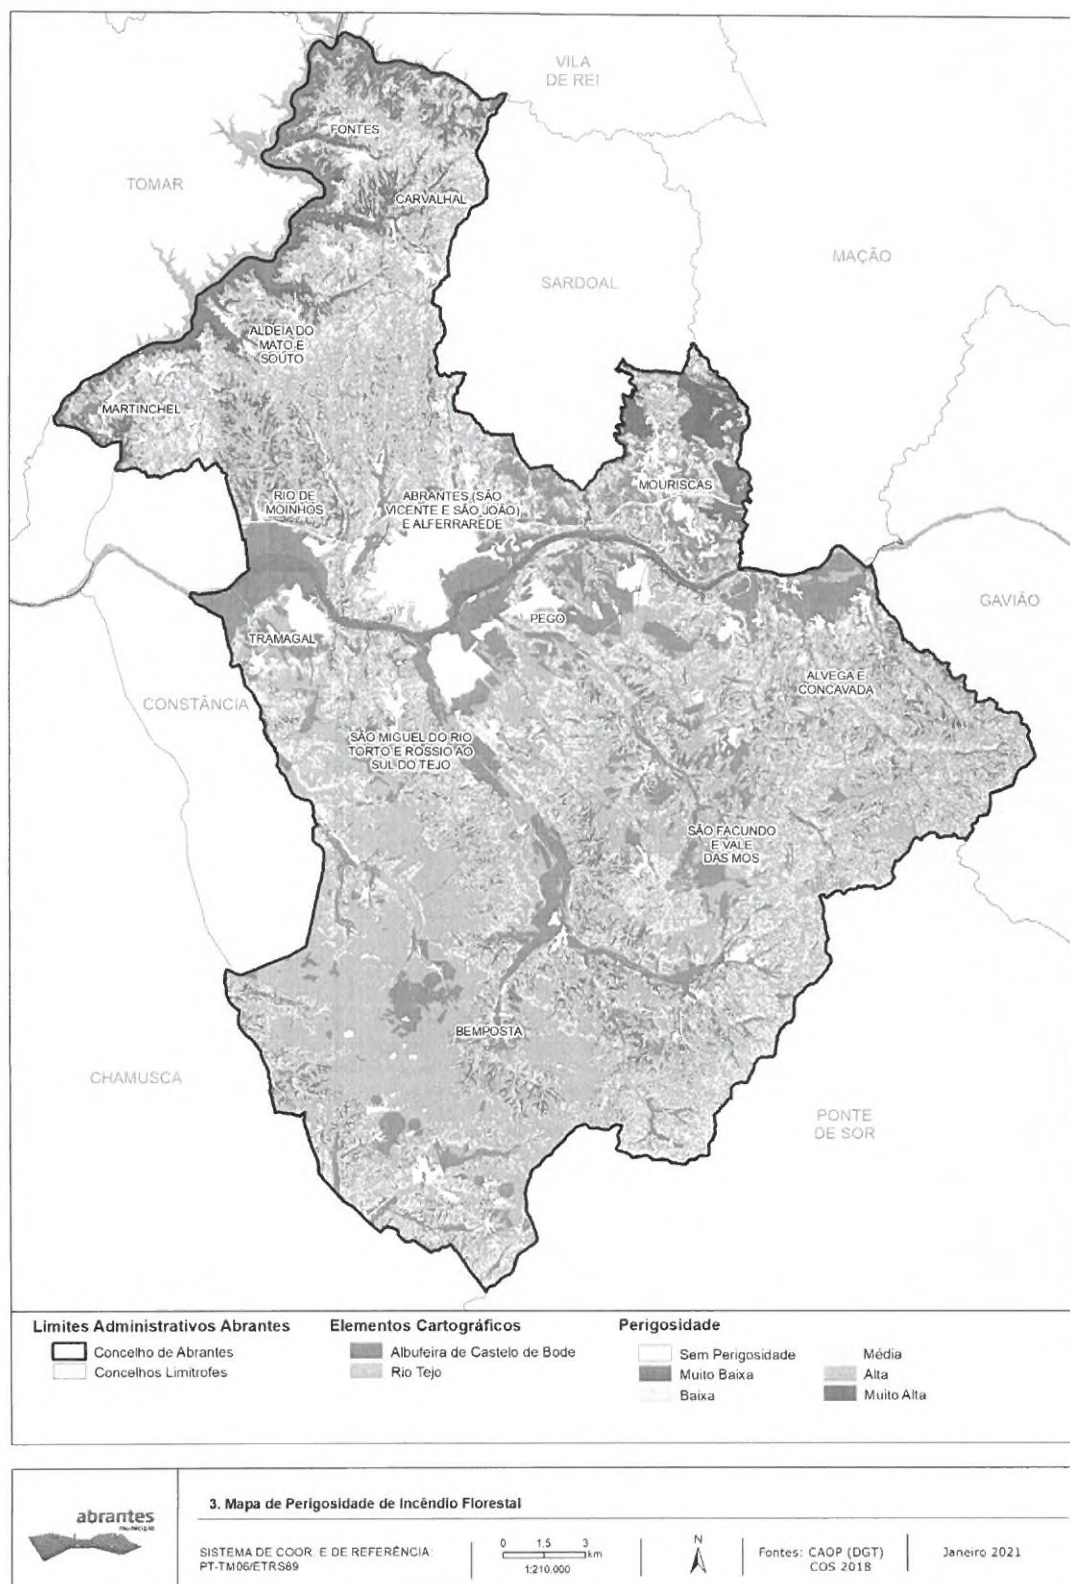 VILA
DE REI
FONTES
TOMAR
CARVALHAL
MAÇÃO
SARDOAL
ALDEIA DO
MATO E
SOUTO
MARTINCHEL
MOURISCAS
RIO DE
MOINHOS
ABRANTES (SÃO
VICENTE E SÃO JOÃO)
E ALFERRAREDE
GAVIÃO
PEGO
TRAMAGAL
ALVEGA E
CONCAVADA
CONSTÂNCIA
SÃO MIGUEL DO RIO
TORTO E ROSSIO AO
SUL DO TEJO
SÃO FACUNDO
E VALE
DAS MOS
BEMPOSTA
CHAMUSCA
PONTE
DE SOR
Limites Administrativos Abrantes
Concelho de Abrantes
Concelhos Limítrofes
Elementos Cartográficos
Albufeira de Castelo de Bode
Rio Tejo
Perigosidade
Sem Perigosidade
Muito Baixa
Baixa
Média
Alta
Muito Alta
abrantes
3. Mapa de Perigosidade de Incêndio Florestal
SISTEMA DE COOR. E DE REFERÊNCIA:
PT-TM06/ETRS89
0 1,5 3
km
1:210.000
N
Fontes: CAOP (DGT)
COS 2018
Janeiro 2021